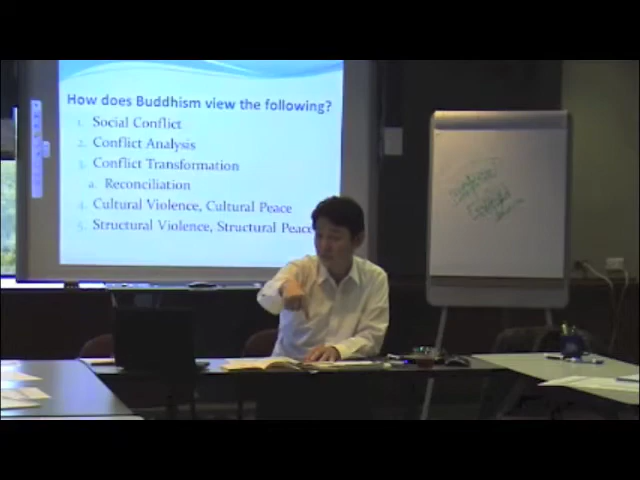 How does Buddhism view the following?
1. Social Conflict
2. Conflict Analysis
3. Conflict Transformation
a. Reconciliation
4. Cultural Violence, Cultural Peace
5. Structural Violence, Structural Peace